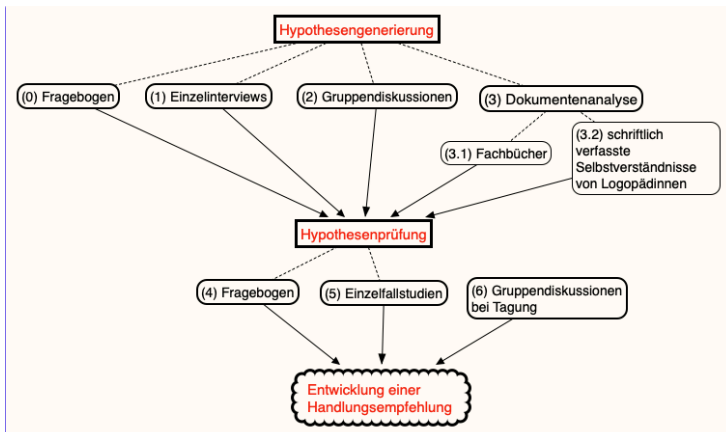 Hypothesengenerierung
(0) Fragebogen
(1) Einzelinterviews
(2) Gruppendiskussionen
(3) Dokumentenanalyse
(3.1) Fachbücher
(3.2) schriftlich
verfasste
Selbstverständnisse
von Logopädinnen
Hypothesenprüfung
(4) Fragebogen
(5) Einzelfallstudien
(6) Gruppendiskussionen
bei Tagung
Entwicklung einer
Handlungsempfehlung